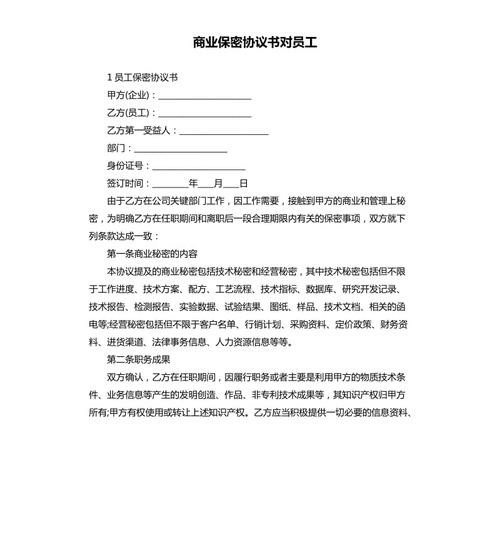 商业保密协议书对员工
1 员工保密协议书
甲方(企业)：____________________
乙方(员工)：____________________
乙方第一受益人：____________________
部门：____________________
身份证号：____________________
签订时间：________年____月____日
由于乙方在公司关键部门工作，因工作需要，接触到甲方的商业和管理上秘
密，为明确乙方在任职期间和离职后一段合理期限内有关的保密事项，双方就下
列条款达成一致：
第一条商业秘密的内容
本协议提及的商业秘密包括技术秘密和经营秘密，其中技术秘密包括但不限
于工作进度、技术方案、配方、工艺流程、技术指标、数据库、研究开发记录、
技术报告、检测报告、实验数据、试验结果、图纸、样品、技术文档、相关的函
电等;经营秘密包括但不限于客户名单、行销计划、采购资料、定价政策、财务资
料、进货渠道、法律事务信息、人力资源信息等等。
第二条职务成果
双方确认，乙方在任职期间，因履行职务或者主要是利用甲方的物质技术条
件、业务信息等产生的发明创造、作品、非专利技术成果等，其知识产权归甲方
所有;甲方有权使用或转让上述知识产权。乙方应当积极提供一切必要的信息资料、